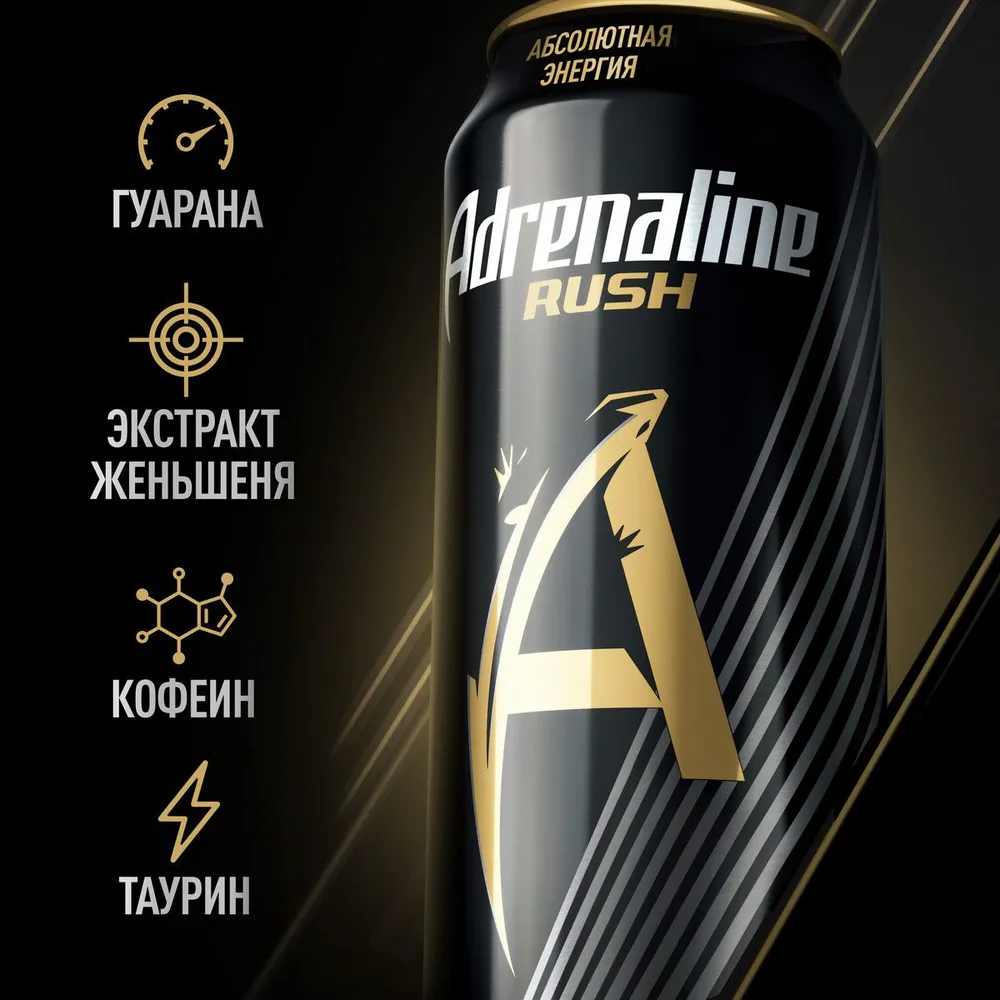 АБСОЛЮТНАЯ
ЭНЕРГИЯ
Adrenaline
RUSH
ГУАРАНА
ЭКСТРАКТ
ЖЕНЬШЕНЯ
КОФЕИН
ТАУРИН